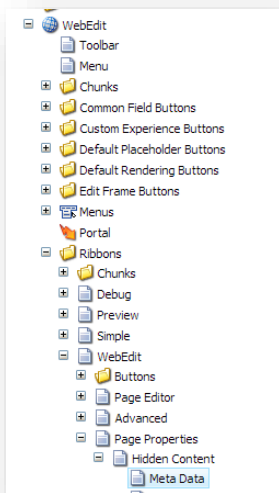 WebEdit
Toolbar
Menu
Chunks
Common Field Buttons
Custom Experience Buttons
Default Placeholder Buttons
Default Rendering Buttons
Edit Frame Buttons
Menus
Portal
Ribbons
Chunks
Debug
Preview
Simple
WebEdit
Buttons
Page Editor
Advanced
Page Properties
Hidden Content
Meta Data